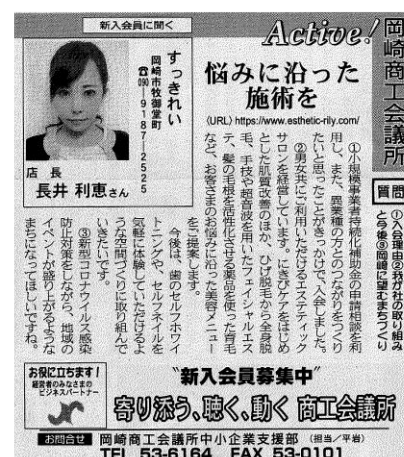 新入会員に聞く
Active!
岡崎商工会議所
すっきれい
岡崎市牧御堂町
☎090-9187-2525
店長
長井 利恵さん
悩みに沿った
施術を
〈URL〉https://www.esthetic-rily.com/
質問
①入会理由②我が社の取り組み
と今後③岡崎に望むまちづくり
①小規模事業者持続化補助金の申請相談を利
用し、また、異業種の方とのつながりをつくり
たいと思ったことがきっかけで、入会しました。
②男女共にご利用いただけるエステティック
サロンを経営しています。にきびケアをはじめ
とした肌質改善のほか、ひげ脱毛から全身脱
毛、手技や超音波を用いたフェイシャルエス
テ、髪の毛根を活性化させる薬品を使った育毛
など、お客さまのお悩みに沿った美容メニュー
をご提案します。
今後は、歯のセルフホワイ
トニングや、セルフネイルを
気軽に体験していただけるよ
うな空間づくりに取り組んで
いきたいです。
③新型コロナウイルス感染
防止対策をしながら、地域の
イベントが盛り上がるような
まちになってほしいですね。
お役に立ちます！
経営者のみなさまの
ビジネスパートナー
"新入会員募集中"
寄り添う、聴く、動く 商工会議所
お問合せ 岡崎商工会議所中小企業支援部 (担当／平岩)
TEL 53-6164 FAX 53-0101